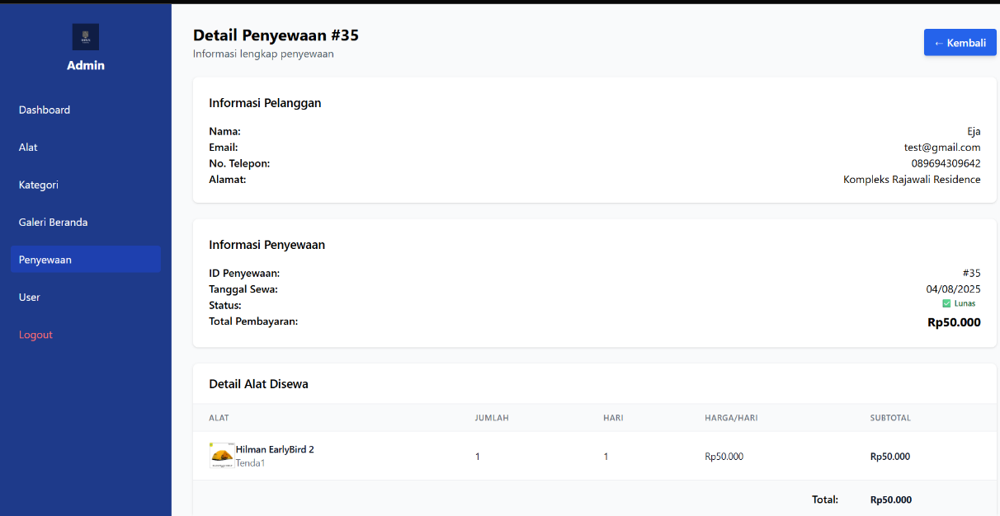 Admin
Dashboard
Alat
Kategori
Galeri Beranda
Penyewaan
User
Logout
Detail Penyewaan #35
Informasi lengkap penyewaan
← Kembali
Informasi Pelanggan
Nama: Eja
Email: test@gmail.com
No. Telepon: 089694309642
Alamat: Kompleks Rajawali Residence
Informasi Penyewaan
ID Penyewaan: #35
Tanggal Sewa: 04/08/2025
Status: ✅ Lunas
Total Pembayaran: Rp50.000
Detail Alat Disewa
ALAT JUMLAH HARI HARGA/HARI SUBTOTAL
Hilman EarlyBird 2
Tenda1
1 1 Rp50.000 Rp50.000
Total: Rp50.000